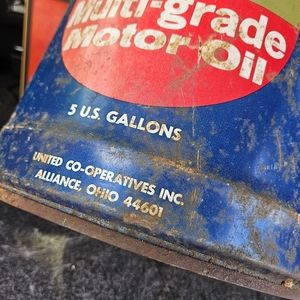 Multi-grade
Motor Oil
5 U.S. GALLONS
UNITED CO-OPERATIVES INC.
ALLIANCE, OHIO 44601